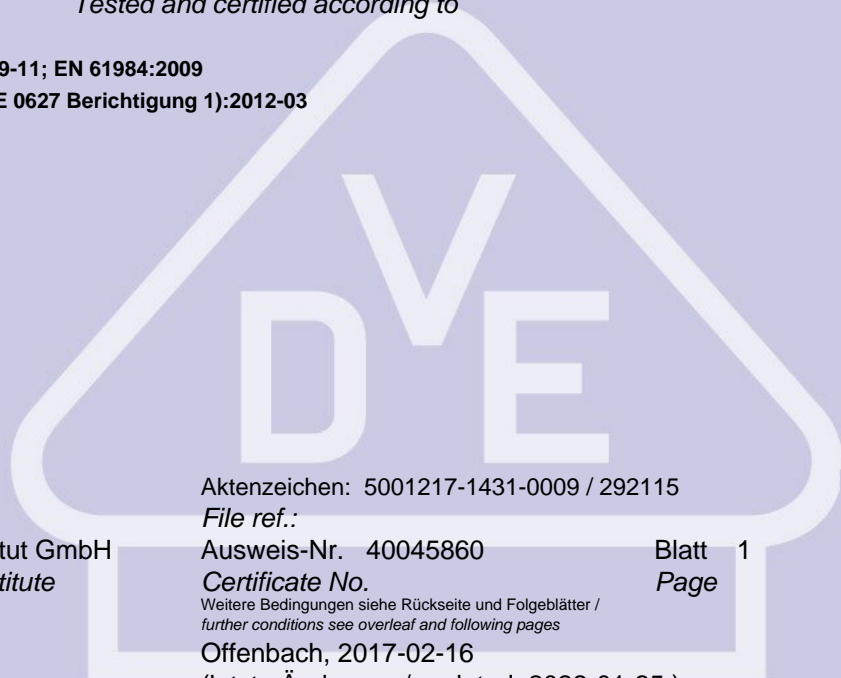 Tested and certified according to
9-11; EN 61984:2009
E 0627 Berichtigung 1):2012-03
DVE
Aktenzeichen: 5001217-1431-0009 / 292115
File ref.:
tut GmbH Ausweis-Nr. 40045860 Blatt 1
titute Certificate No. Page
Weitere Bedingungen siehe Rückseite und Folgeblätter /
further conditions see overleaf and following pages
Offenbach, 2017-02-16